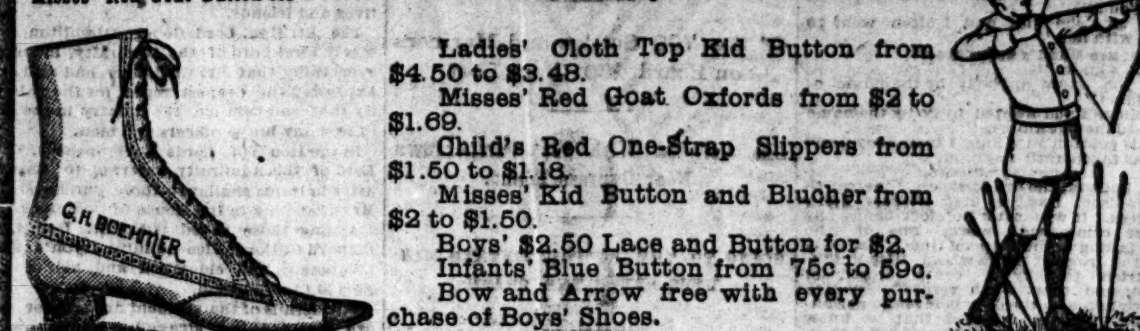 Ladies' Cloth Top Kid Button from
$4.50 to $3.48.
Misses' Red Goat Oxfords from $2 to
$1.69.
Child's Red One-Strap Slippers from
$1.50 to $1.18.
Misses' Kid Button and Blucher from
$2 to $1.50.
Boys' $2.50 Lace and Button for $2.
Infants' Blue Button from 75c to 59c.
Bow and Arrow free with every pur-
chase of Boys' Shoes.
G. H. BOEHMER